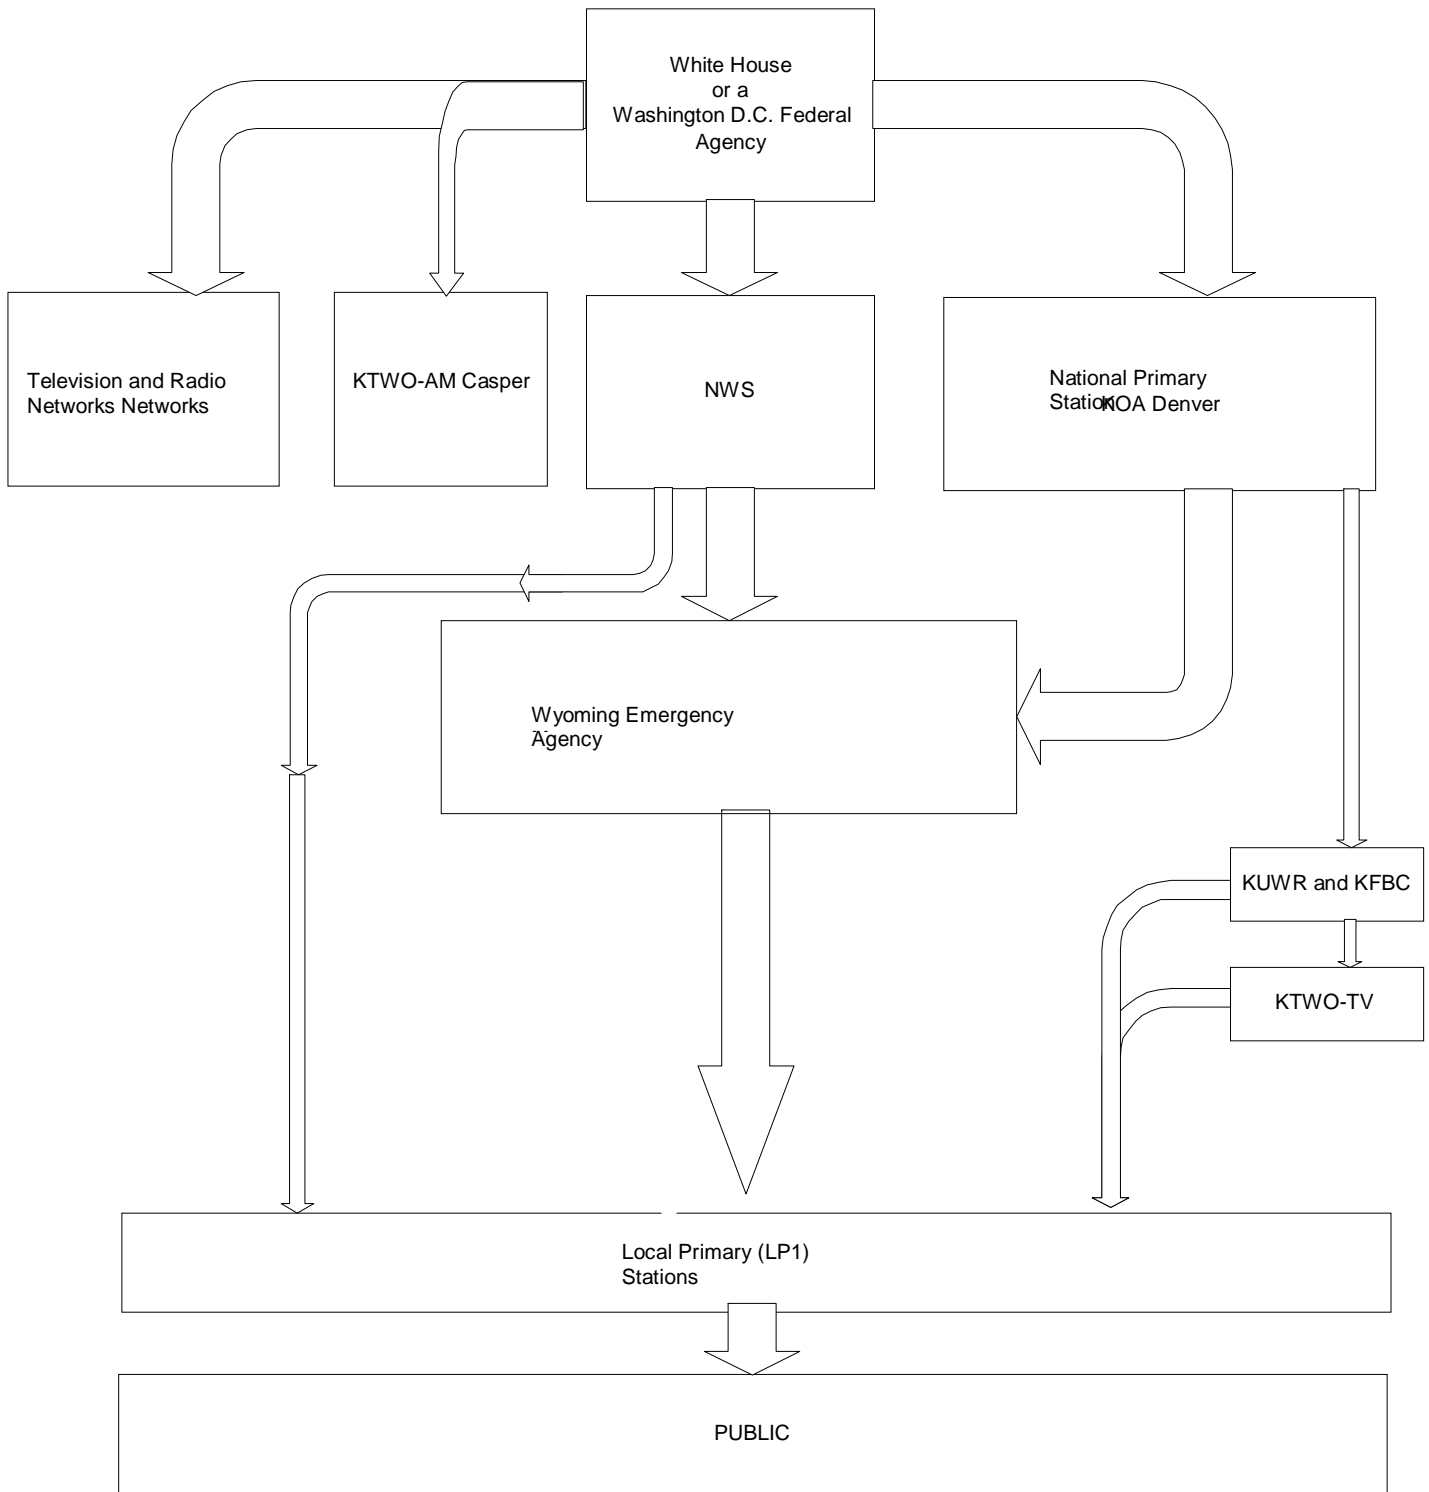 White House
or a
Washington D.C. Federal
Agency
Television and Radio
Networks Networks
KTWO-AM Casper
NWS
National Primary
Station KOA Denver
Wyoming Emergency
Agency
KUWR and KFBC
KTWO-TV
Local Primary (LP1)
Stations
PUBLIC